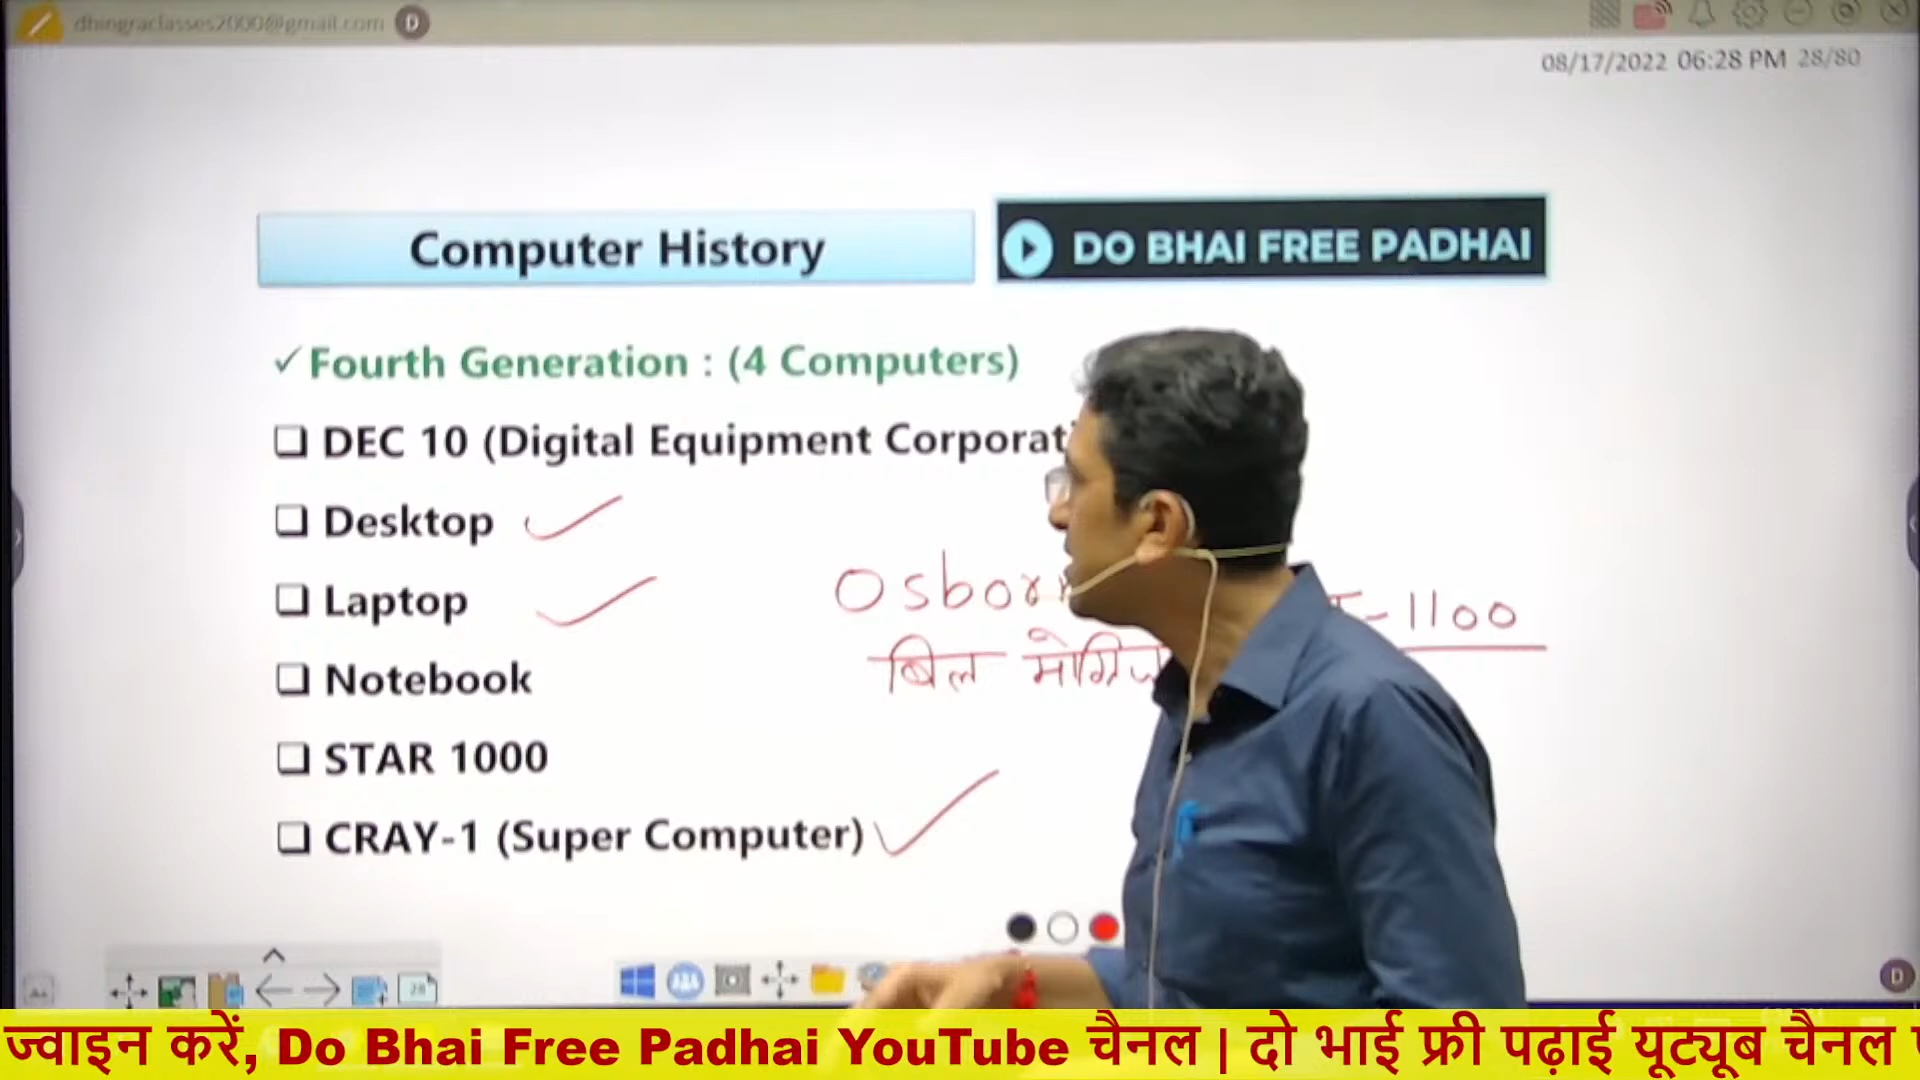 dhingraclasses2000@gmail.com D
08/17/2022 06:28 PM 28/80
Computer History
DO BHAI FREE PADHAI
✓ Fourth Generation : (4 Computers)
DEC 10 (Digital Equipment Corporat
Desktop
Laptop
Osbor
-1100
Notebook
बिल
STAR 1000
CRAY-1 (Super Computer)
28
D
ज्वाइन करें, Do Bhai Free Padhai YouTube चैनल | दो भाई फ्री पढ़ाई यूट्यूब चैनल